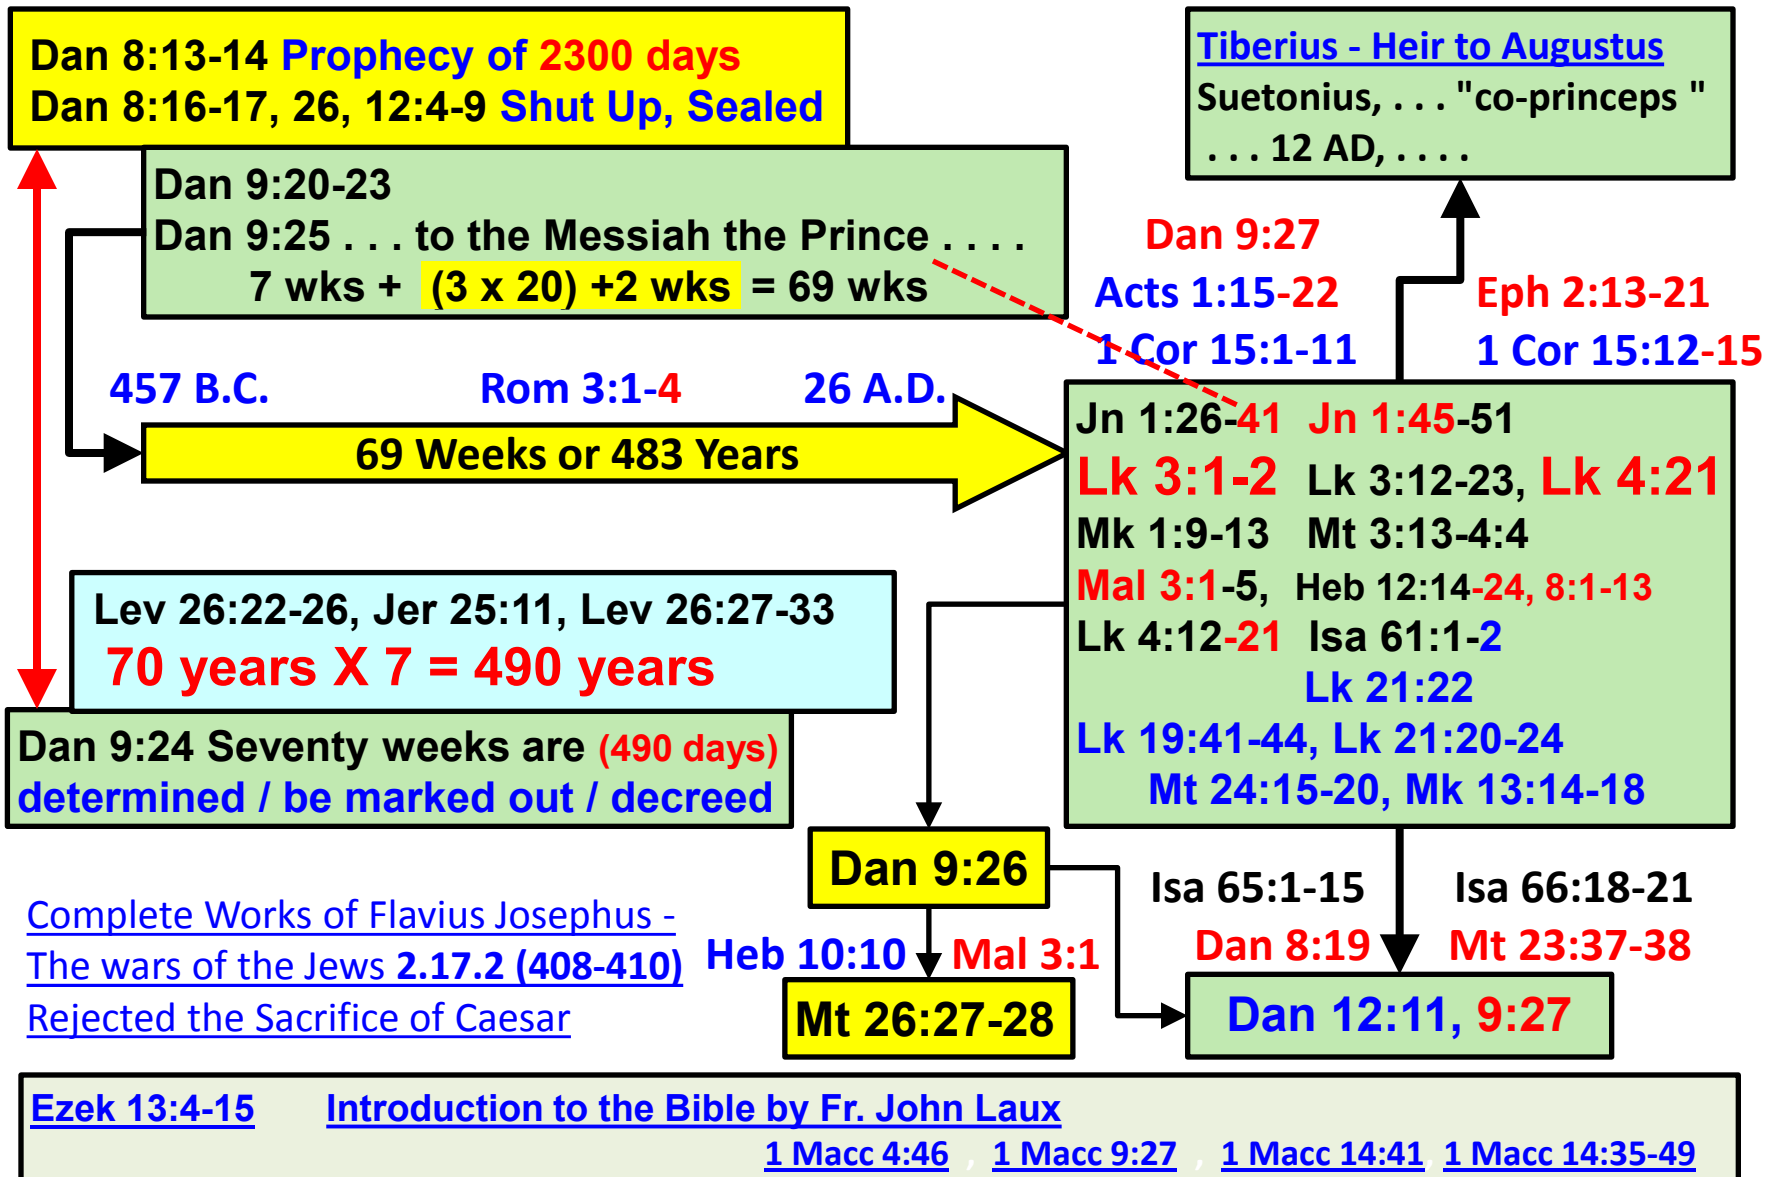 Dan 8:13-14 Prophecy of 2300 days
Dan 8:16-17, 26, 12:4-9 Shut Up, Sealed
Tiberius - Heir to Augustus
Suetonius, . . . "co-princeps "
. . . 12 AD, . . . .
Dan 9:20-23
Dan 9:25 . . . to the Messiah the Prince . . . .
7 wks + (3 x 20) +2 wks = 69 wks
Dan 9:27
Acts 1:15-22
1 Cor 15:1-11
Eph 2:13-21
1 Cor 15:12-15
457 B.C. Rom 3:1-4 26 A.D.
69 Weeks or 483 Years
Jn 1:26-41 Jn 1:45-51
Lk 3:1-2 Lk 3:12-23, Lk 4:21
Mk 1:9-13 Mt 3:13-4:4
Mal 3:1-5, Heb 12:14-24, 8:1-13
Lk 4:12-21 Isa 61:1-2
Lk 21:22
Lk 19:41-44, Lk 21:20-24
Mt 24:15-20, Mk 13:14-18
Lev 26:22-26, Jer 25:11, Lev 26:27-33
70 years X 7 = 490 years
Dan 9:24 Seventy weeks are (490 days)
determined / be marked out / decreed
Dan 9:26
Isa 65:1-15 Isa 66:18-21
Dan 8:19 Mt 23:37-38
Complete Works of Flavius Josephus -
The wars of the Jews 2.17.2 (408-410)
Rejected the Sacrifice of Caesar
Heb 10:10 Mal 3:1
Mt 26:27-28
Dan 12:11, 9:27
Ezek 13:4-15 Introduction to the Bible by Fr. John Laux
1 Macc 4:46 , 1 Macc 9:27 , 1 Macc 14:41, 1 Macc 14:35-49